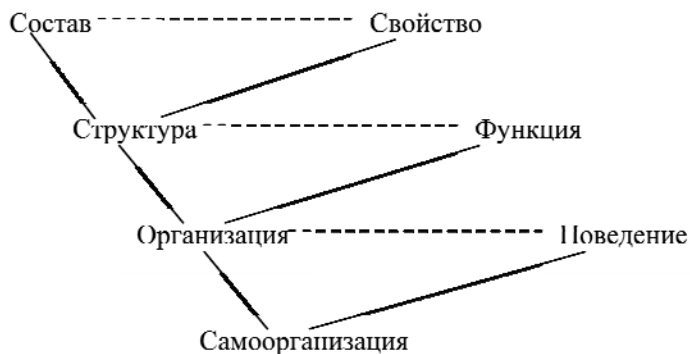 Состав Свойство
Структура Функция
Организация Поведение
Самоорганизация